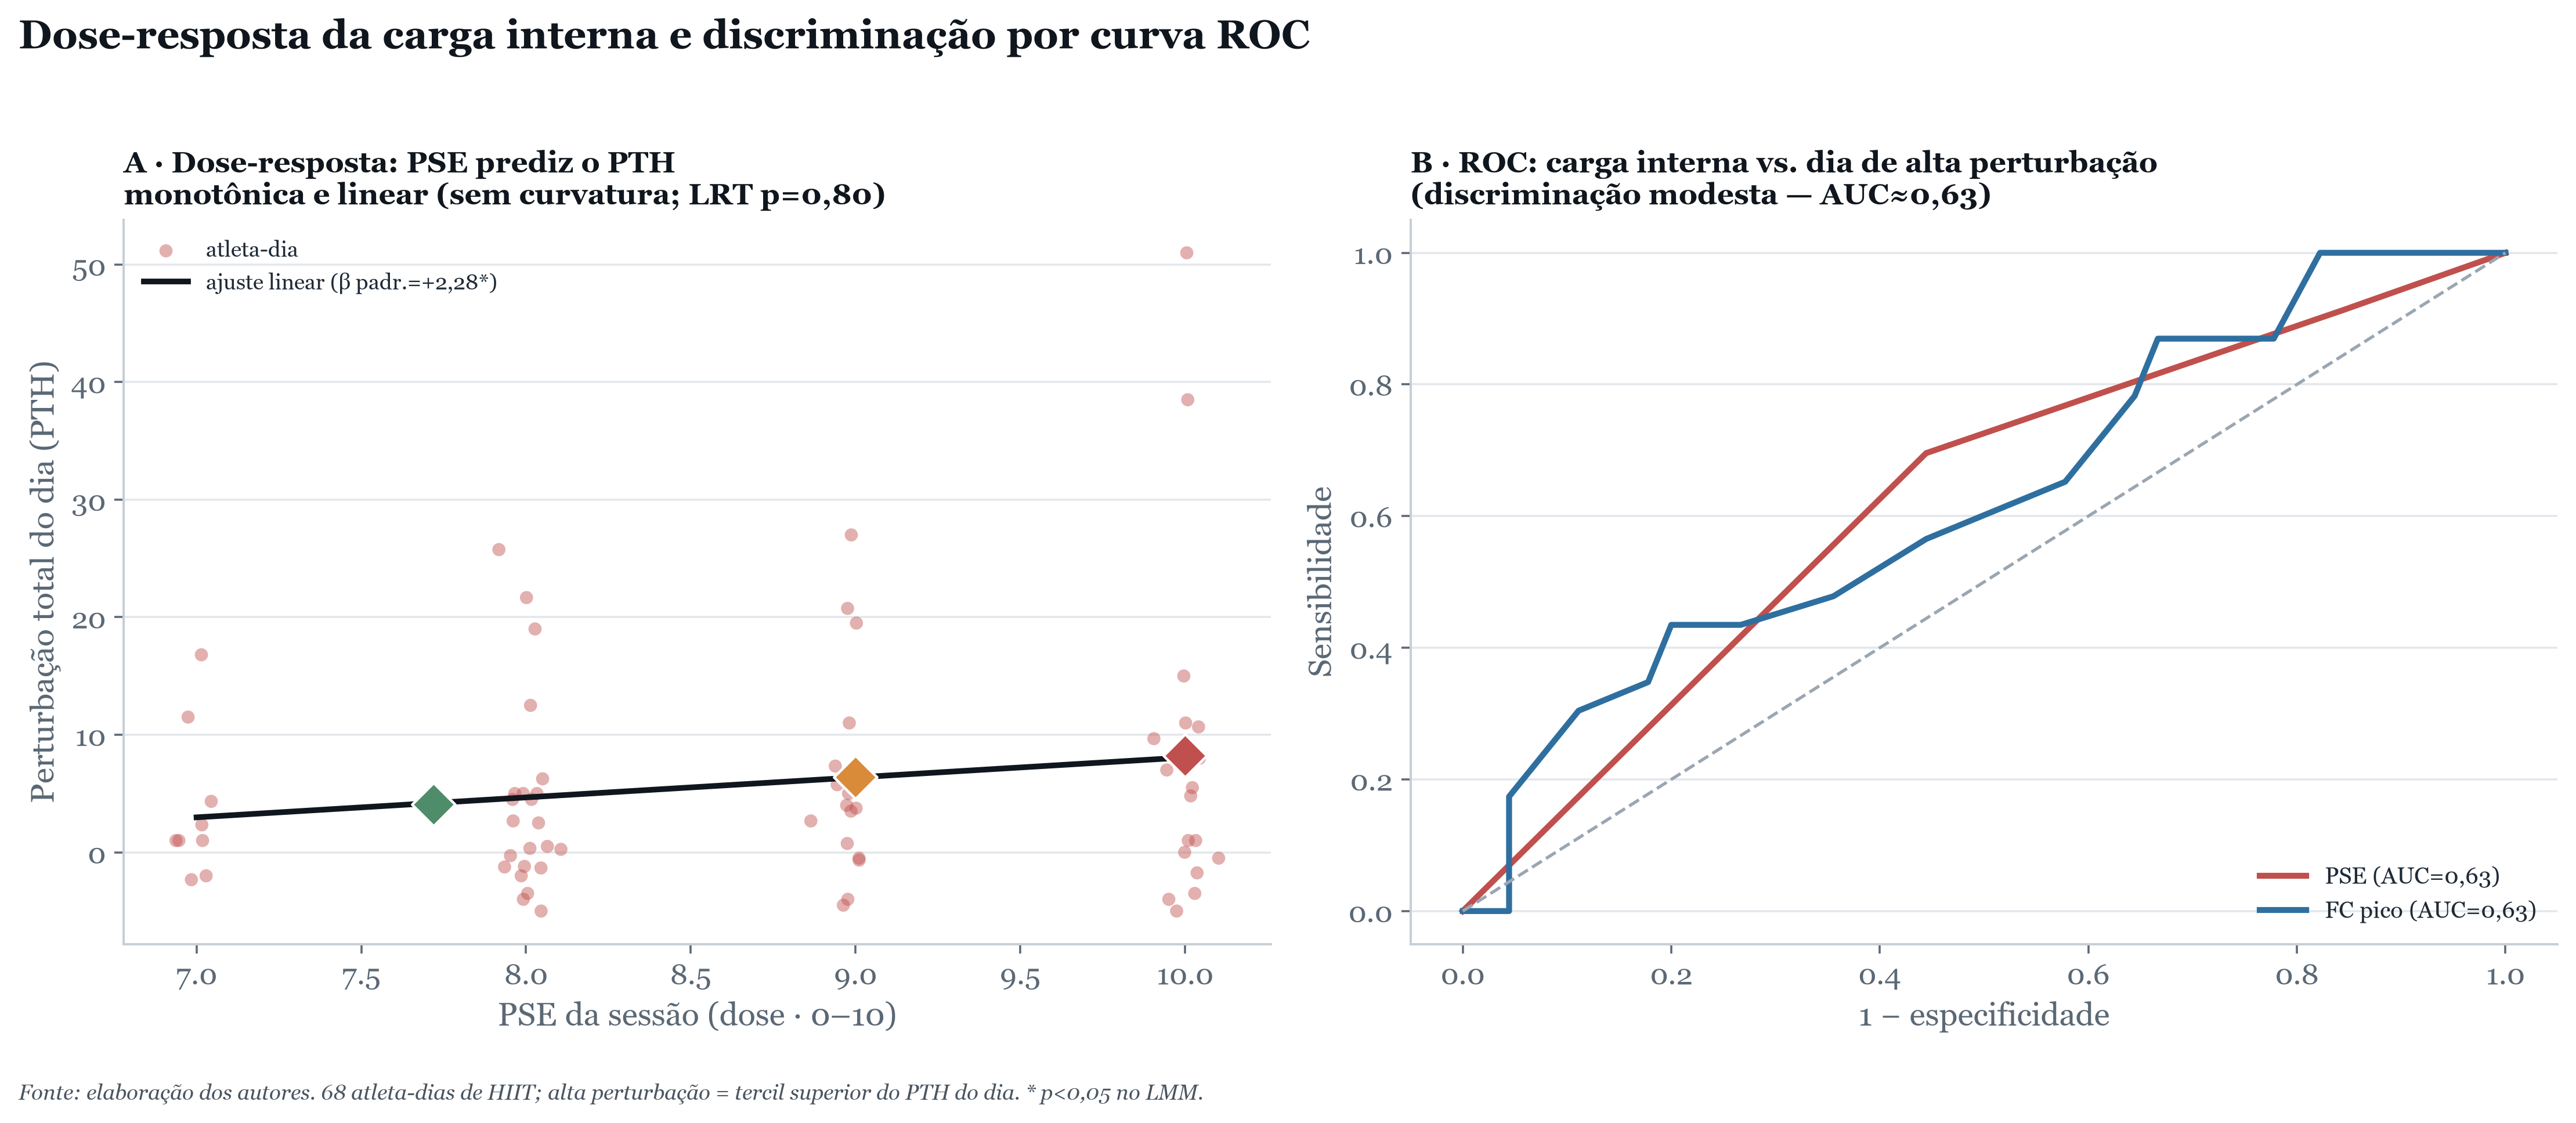 Dose-resposta da carga interna e discriminação por curva ROC
A · Dose-resposta: PSE prediz o PTH
monotônica e linear (sem curvatura; LRT p=0,80)
atleta-dia
ajuste linear (β padr.=+2,28*)
Perturbação total do dia (PTH)
50
40
30
20
10
0
7.0 7.5 8.0 8.5 9.0 9.5 10.0
PSE da sessão (dose · 0–10)
B · ROC: carga interna vs. dia de alta perturbação
(discriminação modesta — AUC≈0,63)
Sensibilidade
1.0
0.8
0.6
0.4
0.2
0.0
PSE (AUC=0,63)
FC pico (AUC=0,63)
0.0 0.2 0.4 0.6 0.8 1.0
1 − especificidade
Fonte: elaboração dos autores. 68 atleta-dias de HIIT; alta perturbação = tercil superior do PTH do dia. * p<0,05 no LMM.